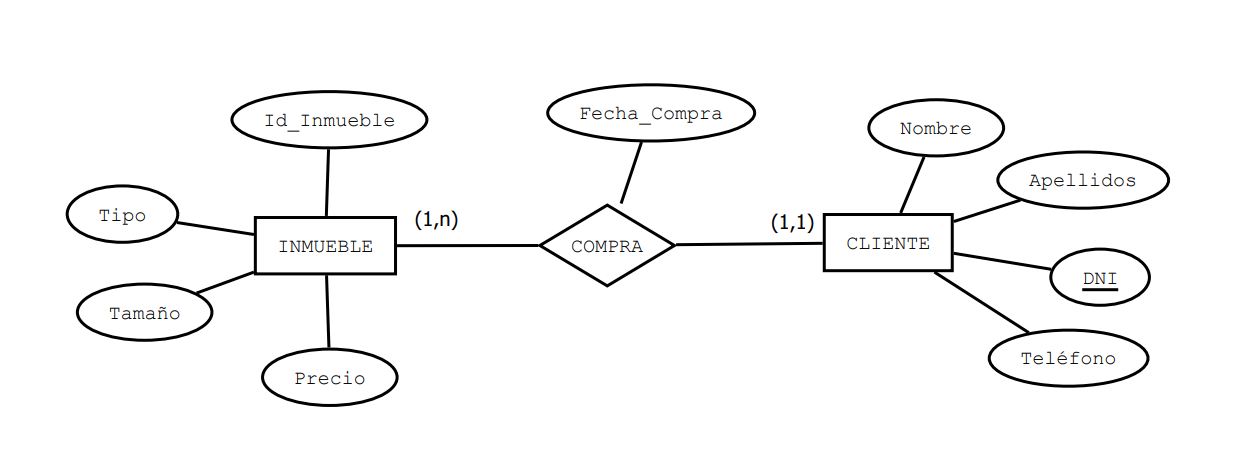 Id_Inmueble
Fecha_Compra
Nombre
Apellidos
Tipo
(1,n)
(1,1)
INMUEBLE
COMPRA
CLIENTE
DNI
Tamaño
Teléfono
Precio